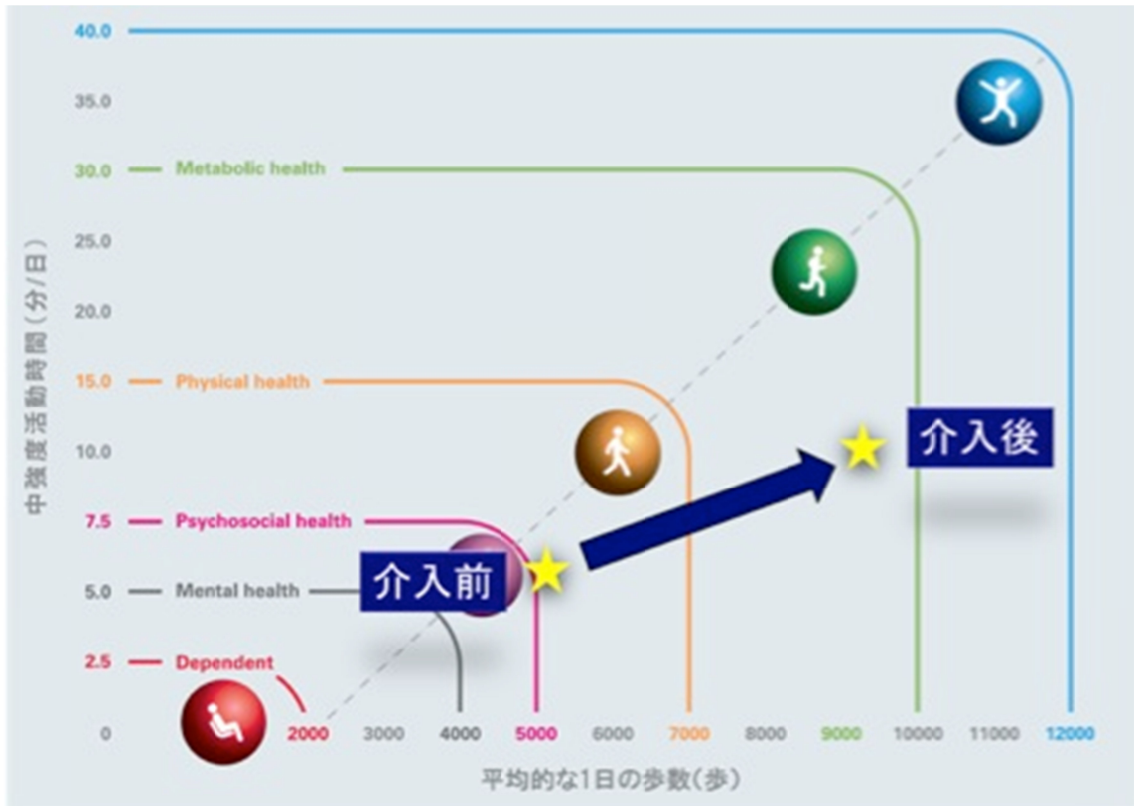 40.0
35.0
30.0 Metabolic health
25.0
20.0
15.0 Physical health
10.0
7.5 Psychosocial health
5.0 Mental health
2.5 Dependent
0 2000 3000 4000 5000 6000 7000 8000 9000 10000 11000 12000
中強度活動時間(分/日)
平均的な1日の歩数(歩)
介入前
介入後